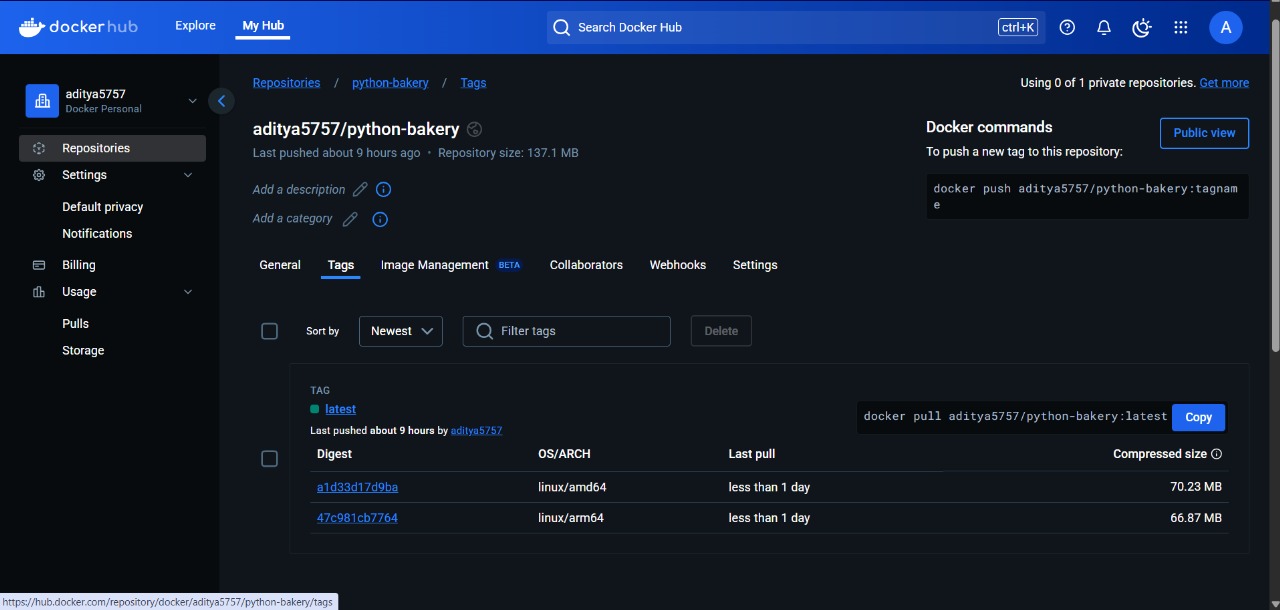 dockerhub
Explore
My Hub
Search Docker Hub
ctrl+K
A
aditya5757
Docker Personal
Repositories
Settings
Default privacy
Notifications
Billing
Usage
Pulls
Storage
Repositories / python-bakery / Tags
Using 0 of 1 private repositories. Get more
aditya5757/python-bakery
Last pushed about 9 hours ago • Repository size: 137.1 MB
Add a description
Add a category
Docker commands
Public view
To push a new tag to this repository:
docker push aditya5757/python-bakery:tagnam
e
General Tags Image Management BETA Collaborators Webhooks Settings
Sort by Newest Filter tags Delete
TAG
latest
Last pushed about 9 hours by aditya5757
docker pull aditya5757/python-bakery:latest Copy
Digest OS/ARCH Last pull Compressed size
a1d33d17d9ba linux/amd64 less than 1 day 70.23 MB
47c981cb7764 linux/arm64 less than 1 day 66.87 MB
https://hub.docker.com/repository/docker/aditya5757/python-bakery/tags